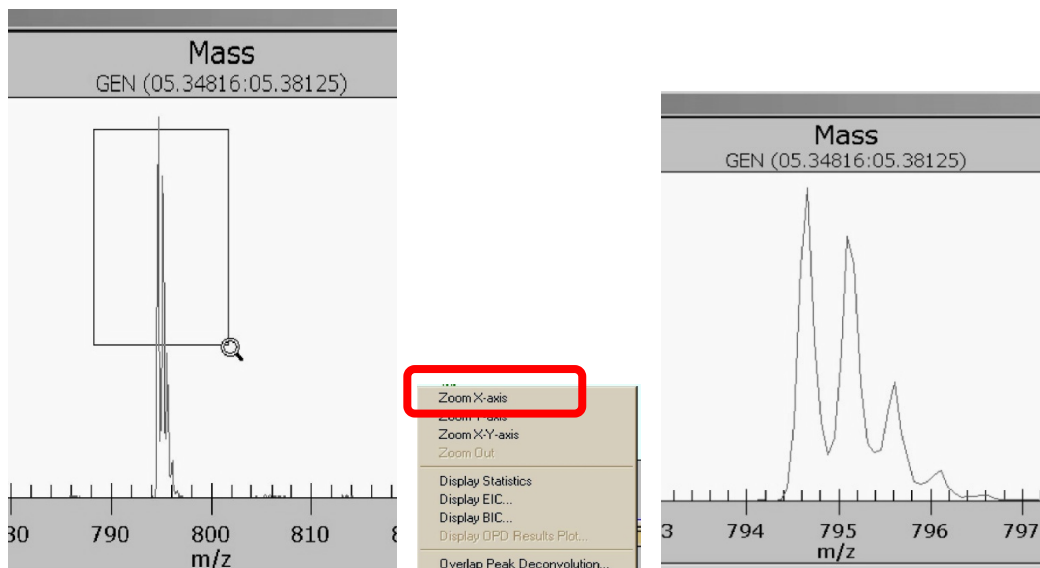 Mass
GEN (05.34816:05.38125)
790 800 810
m/z
Zoom X-axis
Zoom Y-axis
Zoom X-Y-axis
Zoom Out
Display Statistics
Display EIC...
Display BIC...
Display OPD Results Plot...
Overlap Peak Deconvolution...
Mass
GEN (05.34816:05.38125)
3 794 795 796 797
m/z